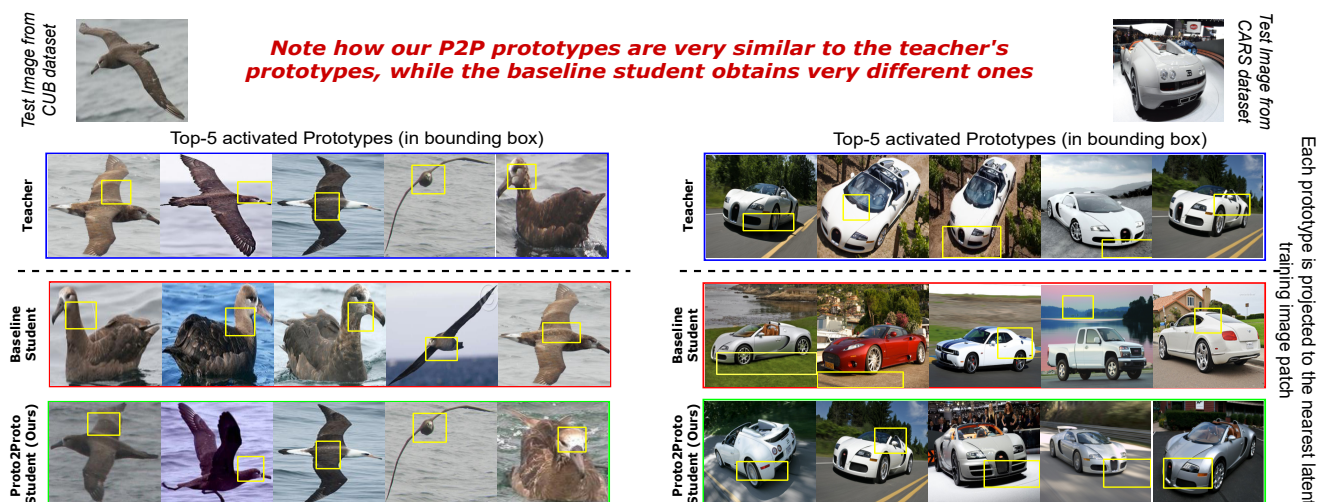 Test Image from
CUB dataset
Note how our P2P prototypes are very similar to the teacher's
prototypes, while the baseline student obtains very different ones
Test Image from
CARS dataset
Top-5 activated Prototypes (in bounding box)
Top-5 activated Prototypes (in bounding box)
Teacher
Teacher
Baseline
Student
Baseline
Student
Proto2Proto
Student (Ours)
Proto2Proto
Student (Ours)
Each prototype is projected to the nearest latent
training image patch